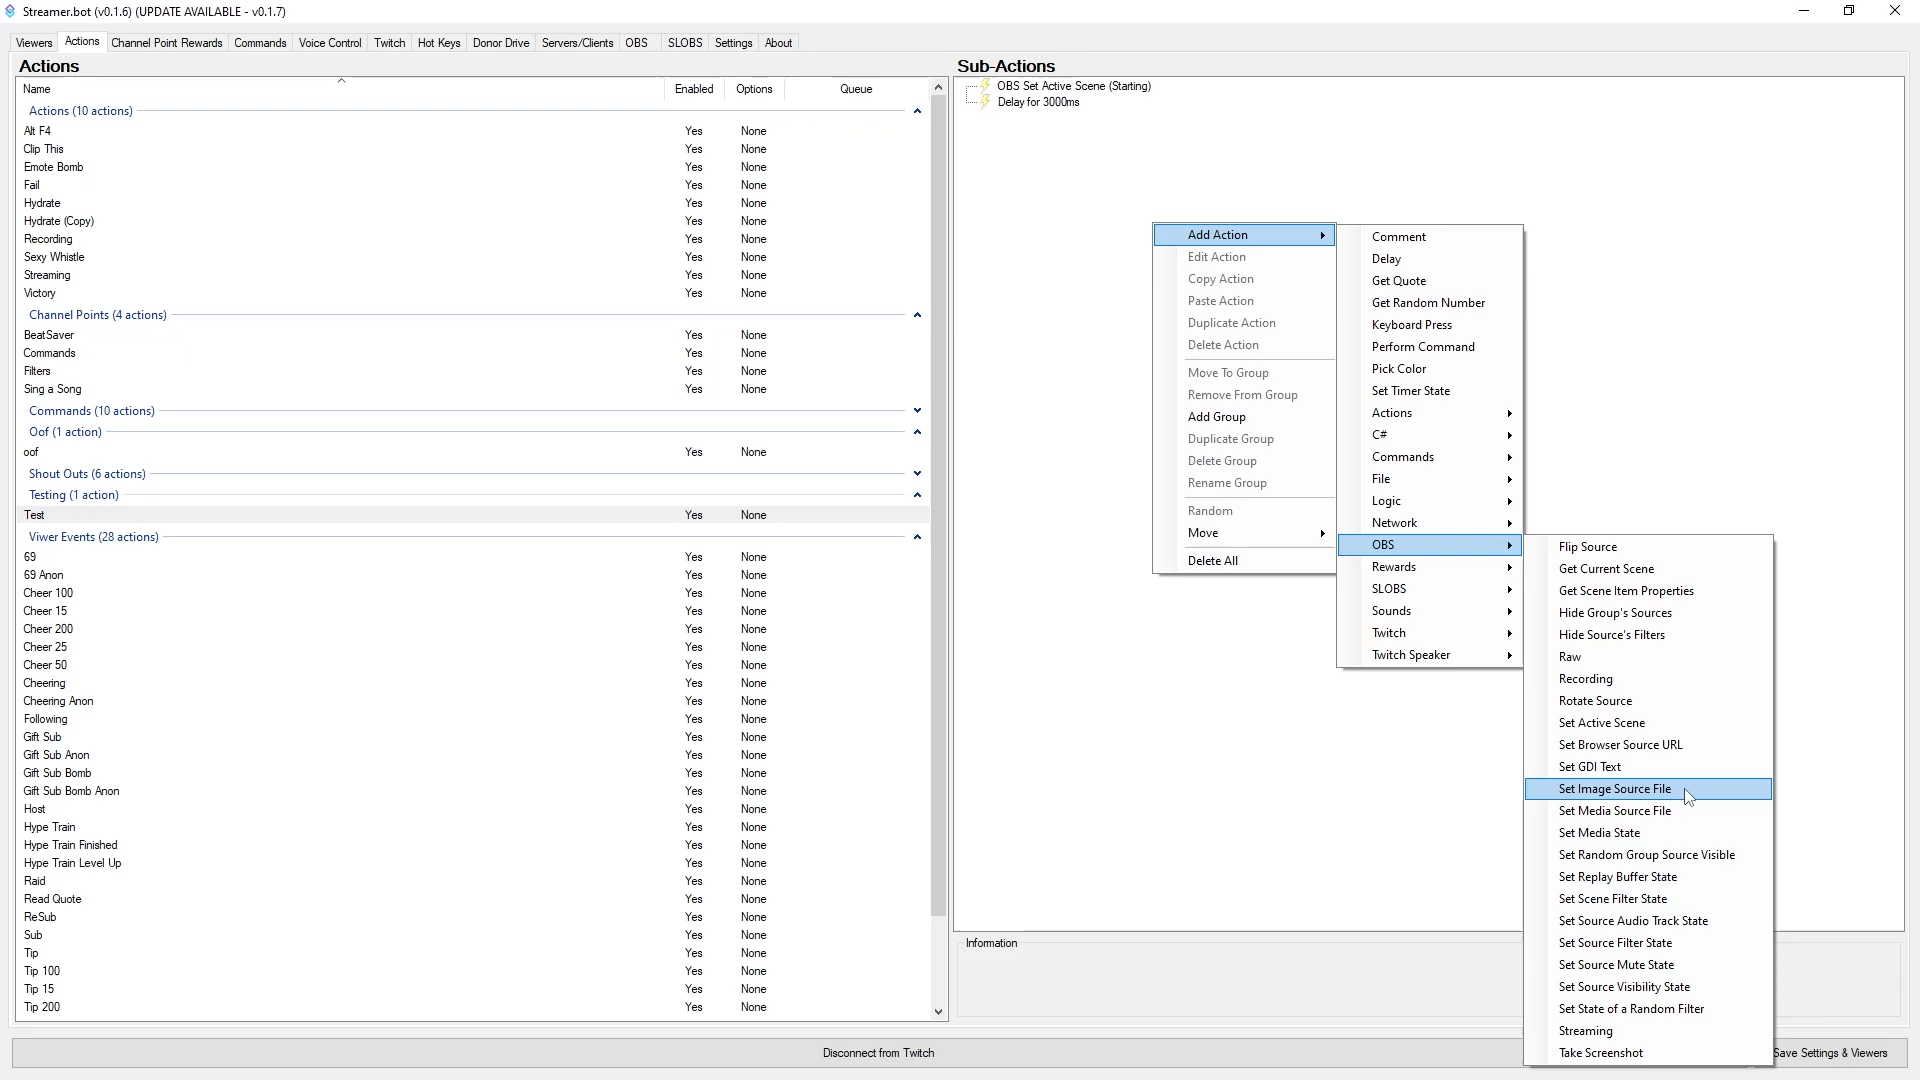 Streamer.bot (v0.1.6) (UPDATE AVAILABLE - v0.1.7)
Viewers Actions Channel Point Rewards Commands Voice Control Twitch Hot Keys Donor Drive Servers/Clients OBS SLOBS Settings About
Actions
Name Enabled Options Queue
Actions (10 actions)
Alt F4 Yes None
Clip This Yes None
Emote Bomb Yes None
Fail Yes None
Hydrate Yes None
Hydrate (Copy) Yes None
Recording Yes None
Sexy Whistle Yes None
Streaming Yes None
Victory Yes None
Channel Points (4 actions)
BeatSaver Yes None
Commands Yes None
Filters Yes None
Sing a Song Yes None
Commands (10 actions)
Oof (1 action)
oof Yes None
Shout Outs (6 actions)
Testing (1 action)
Test Yes None
Viwer Events (28 actions)
69 Yes None
69 Anon Yes None
Cheer 100 Yes None
Cheer 15 Yes None
Cheer 200 Yes None
Cheer 25 Yes None
Cheer 50 Yes None
Cheering Yes None
Cheering Anon Yes None
Following Yes None
Gift Sub Yes None
Gift Sub Anon Yes None
Gift Sub Bomb Yes None
Gift Sub Bomb Anon Yes None
Host Yes None
Hype Train Yes None
Hype Train Finished Yes None
Hype Train Level Up Yes None
Raid Yes None
Read Quote Yes None
ReSub Yes None
Sub Yes None
Tip Yes None
Tip 100 Yes None
Tip 15 Yes None
Tip 200 Yes None
Sub-Actions
OBS Set Active Scene (Starting)
Delay for 3000ms
Add Action
Edit Action
Copy Action
Paste Action
Duplicate Action
Delete Action
Move To Group
Remove From Group
Add Group
Duplicate Group
Delete Group
Rename Group
Random
Move
Delete All
Comment
Delay
Get Quote
Get Random Number
Keyboard Press
Perform Command
Pick Color
Set Timer State
Actions
C#
Commands
File
Logic
Network
OBS
Rewards
SLOBS
Sounds
Twitch
Twitch Speaker
Flip Source
Get Current Scene
Get Scene Item Properties
Hide Group's Sources
Hide Source's Filters
Raw
Recording
Rotate Source
Set Active Scene
Set Browser Source URL
Set GDI Text
Set Image Source File
Set Media Source File
Set Media State
Set Random Group Source Visible
Set Replay Buffer State
Set Scene Filter State
Set Source Audio Track State
Set Source Filter State
Set Source Mute State
Set Source Visibility State
Set State of a Random Filter
Streaming
Take Screenshot
Information
Disconnect from Twitch
Save Settings & Viewers